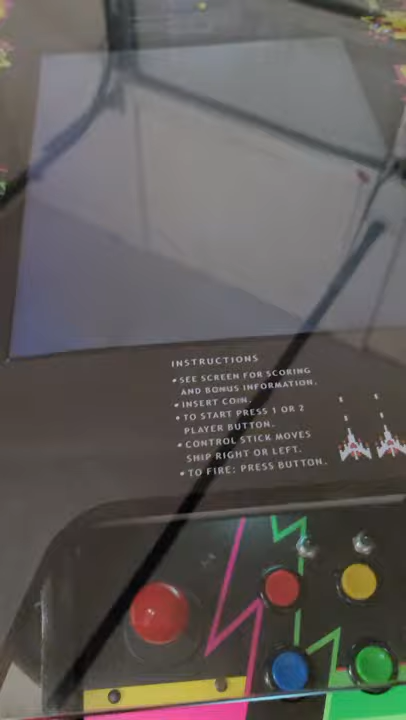 INSTRUCTIONS
• SEE SCREEN FOR SCORING
AND BONUS INFORMATION.
• INSERT COIN.
• TO START PRESS 1 OR 2
PLAYER BUTTON.
• CONTROL STICK MOVES
SHIP RIGHT OR LEFT.
• TO FIRE: PRESS BUTTON.